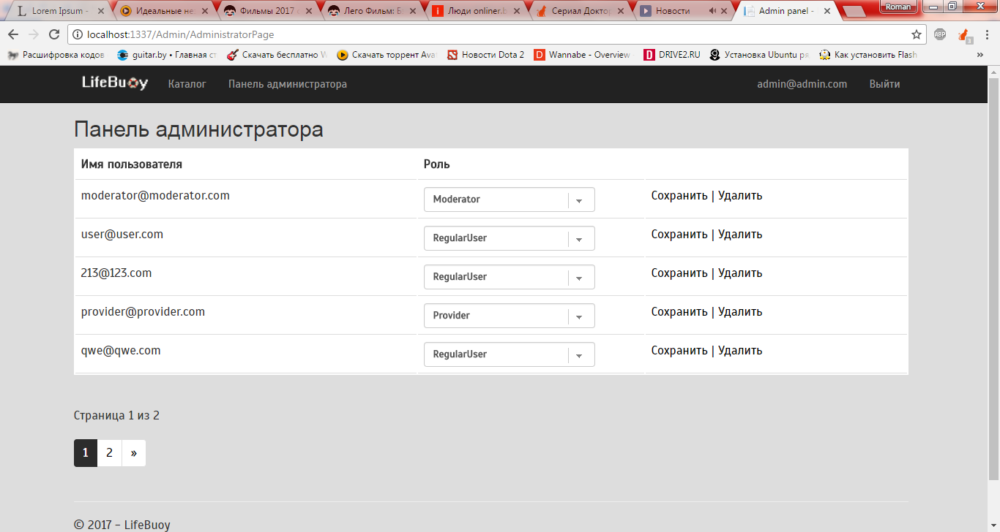 Lorem Ipsum -
Идеальные не
Фильмы 2017
Лего Фильм: Б
Люди onliner.b
Сериал Доктор
Новости
Admin panel -
Roman
localhost:1337/Admin/AdministratorPage
ABP
3
Расшифровка кодов
guitar.by • Главная ст
Скачать бесплатно
Скачать торрент Ava
Новости Dota 2
Wannabe - Overview
DRIVE2.RU
Установка Ubuntu ря
Как установить Flash
»
LifeBuoy
Каталог
Панель администратора
admin@admin.com
Выйти
Панель администратора
Имя пользователя
Роль
moderator@moderator.com
Moderator
Сохранить | Удалить
user@user.com
RegularUser
Сохранить | Удалить
213@123.com
RegularUser
Сохранить | Удалить
provider@provider.com
Provider
Сохранить | Удалить
qwe@qwe.com
RegularUser
Сохранить | Удалить
Страница 1 из 2
1 2 »
© 2017 - LifeBuoy